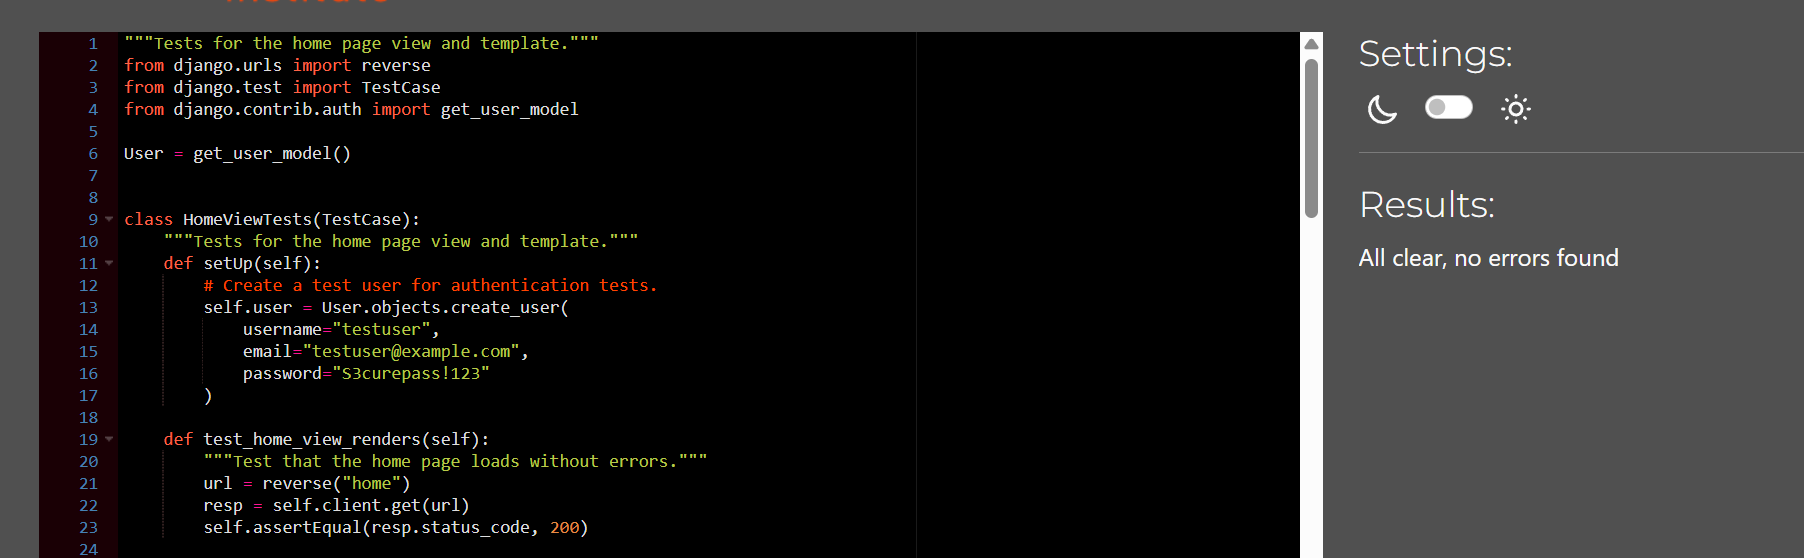 1 """Tests for the home page view and template."""
2 from django.urls import reverse
3 from django.test import TestCase
4 from django.contrib.auth import get_user_model
5
6 User = get_user_model()
7
8
9 class HomeViewTests(TestCase):
10     """Tests for the home page view and template."""
11     def setUp(self):
12         # Create a test user for authentication tests.
13         self.user = User.objects.create_user(
14             username="testuser",
15             email="testuser@example.com",
16             password="S3curepass!123"
17         )
18
19     def test_home_view_renders(self):
20         """Test that the home page loads without errors."""
21         url = reverse("home")
22         resp = self.client.get(url)
23         self.assertEqual(resp.status_code, 200)
24
Settings:
Results:
All clear, no errors found